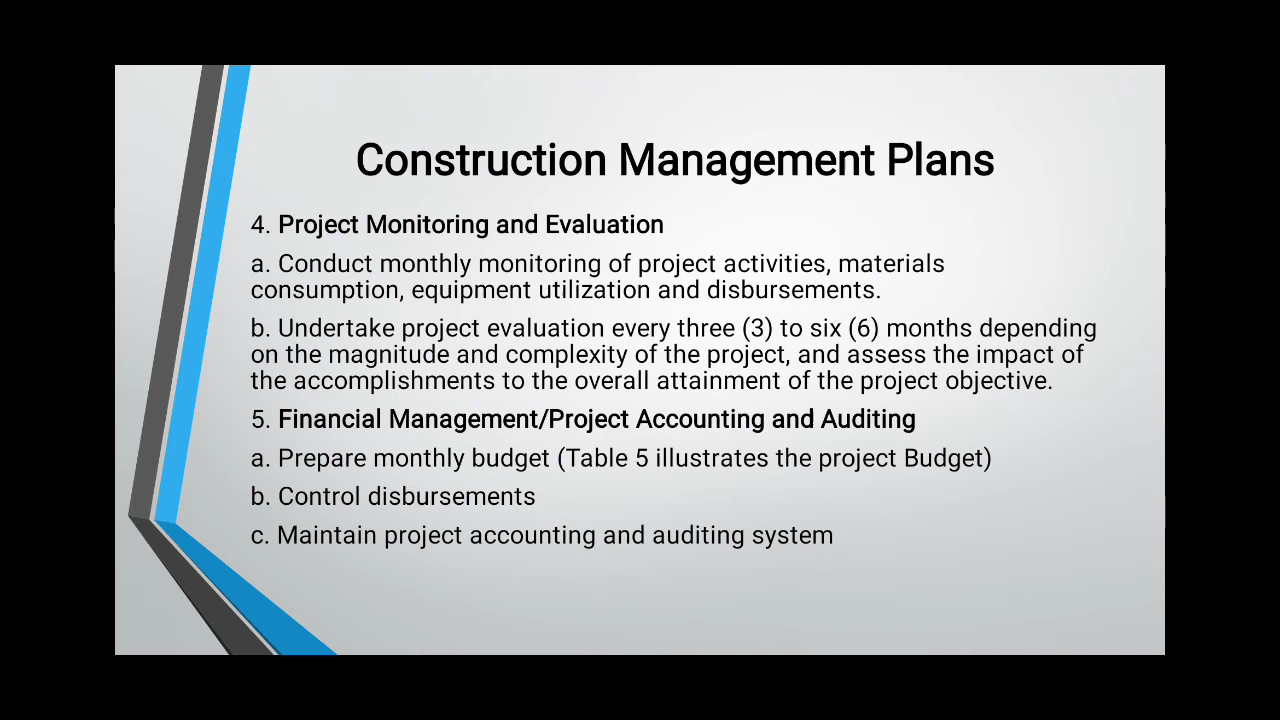 Construction Management Plans
4. Project Monitoring and Evaluation
a. Conduct monthly monitoring of project activities, materials
consumption, equipment utilization and disbursements.
b. Undertake project evaluation every three (3) to six (6) months depending
on the magnitude and complexity of the project, and assess the impact of
the accomplishments to the overall attainment of the project objective.
5. Financial Management/Project Accounting and Auditing
a. Prepare monthly budget (Table 5 illustrates the project Budget)
b. Control disbursements
c. Maintain project accounting and auditing system